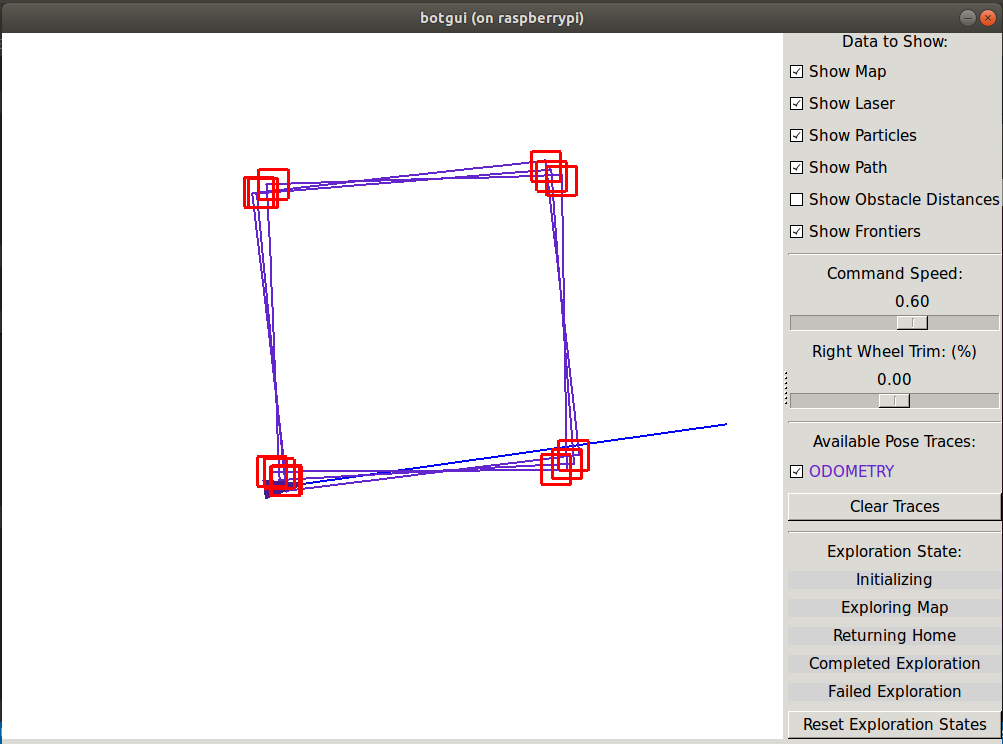 botgui (on raspberrypi)
Data to Show:
Show Map
Show Laser
Show Particles
Show Path
Show Obstacle Distances
Show Frontiers
Command Speed:
0.60
Right Wheel Trim: (%)
0.00
Available Pose Traces:
ODOMETRY
Clear Traces
Exploration State:
Initializing
Exploring Map
Returning Home
Completed Exploration
Failed Exploration
Reset Exploration States